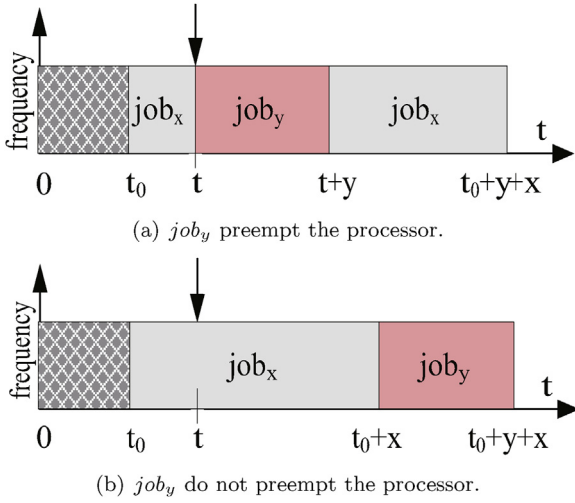 frequency
job_x job_y job_x
t
0 t_0 t t+y t_0+y+x
(a) job_y preempt the processor.
frequency
job_x job_y
t
0 t_0 t t_0+x t_0+y+x
(b) job_y do not preempt the processor.